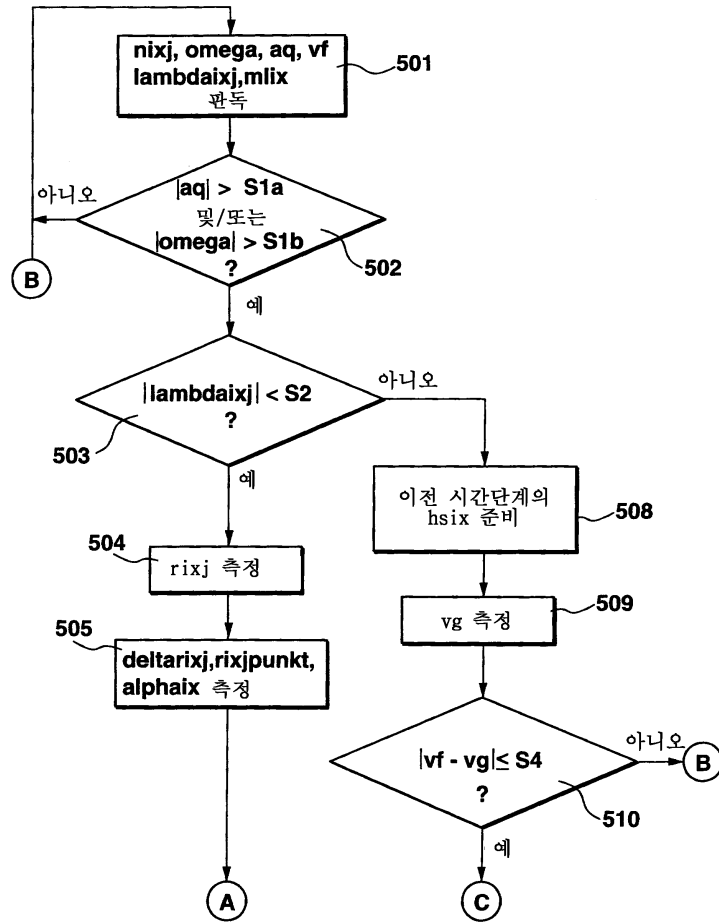 nixj, omega, aq, vf
lambdaixj,mlix
판독
501
|aq| > S1a
및/또는
|omega| > S1b
?
502
아니오
B
예
|lambdaixj| < S2
?
503
아니오
예
이전 시간단계의
hsix 준비
508
504
rixj 측정
vg 측정
509
505
deltarixj,rixjpunkt,
alphaix 측정
|vf - vg|≤ S4
?
510
아니오
B
예
A
C